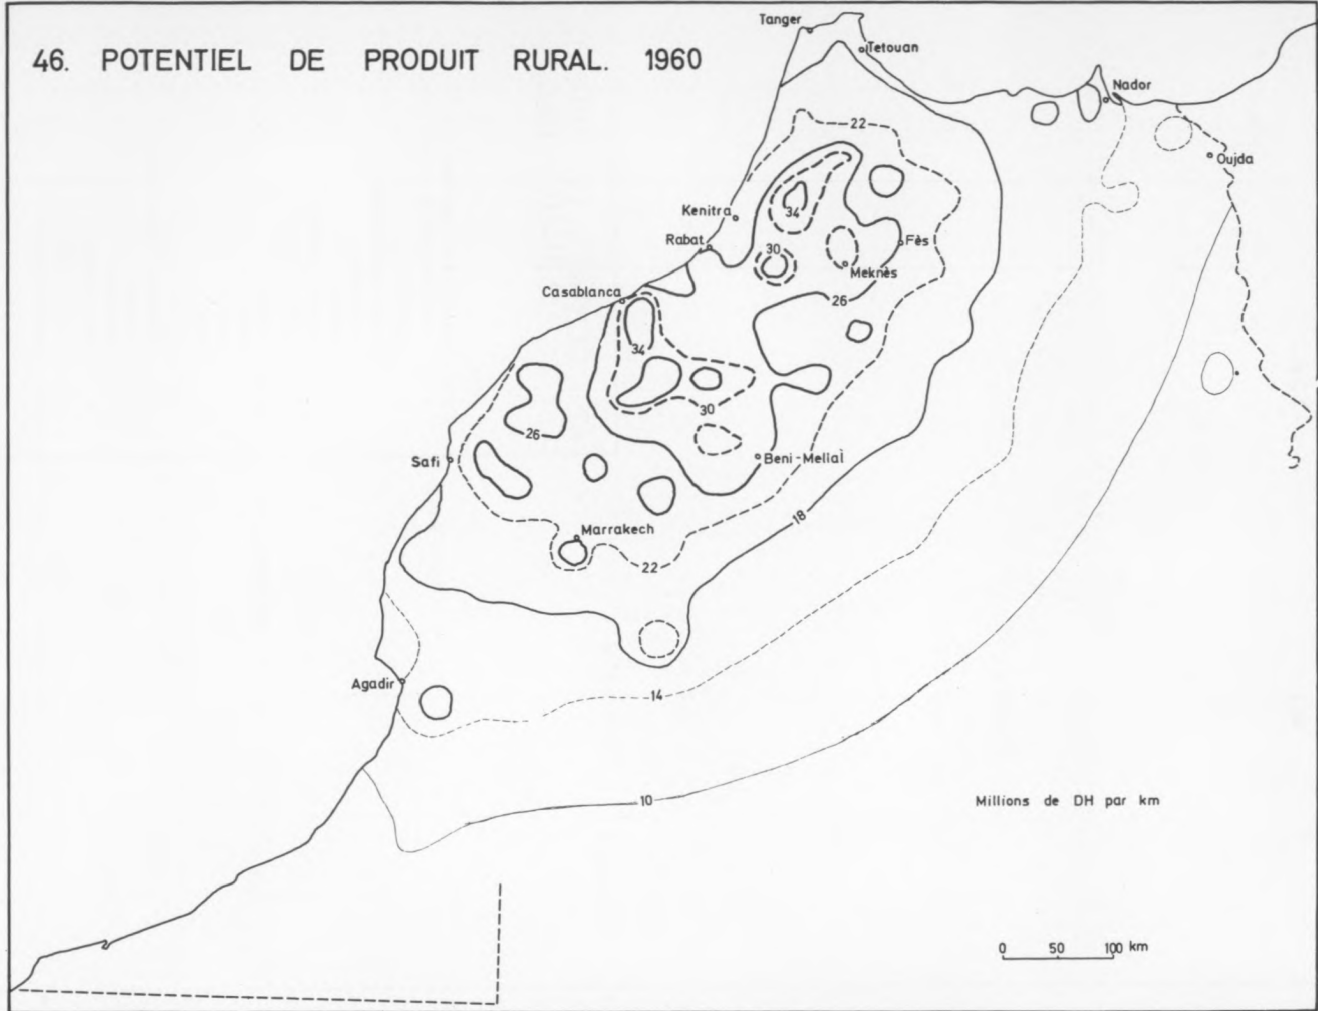 46. POTENTIEL DE PRODUIT RURAL. 1960
Tanger
Tetouan
Nador
Oujda
22
Kenitra
34
Rabat
30
Fès
Meknès
Casablanca
26
34
30
26
Safi
Beni-Mellal
18
Marrakech
22
Agadir
14
10
Millions de DH par km
0 50 100 km